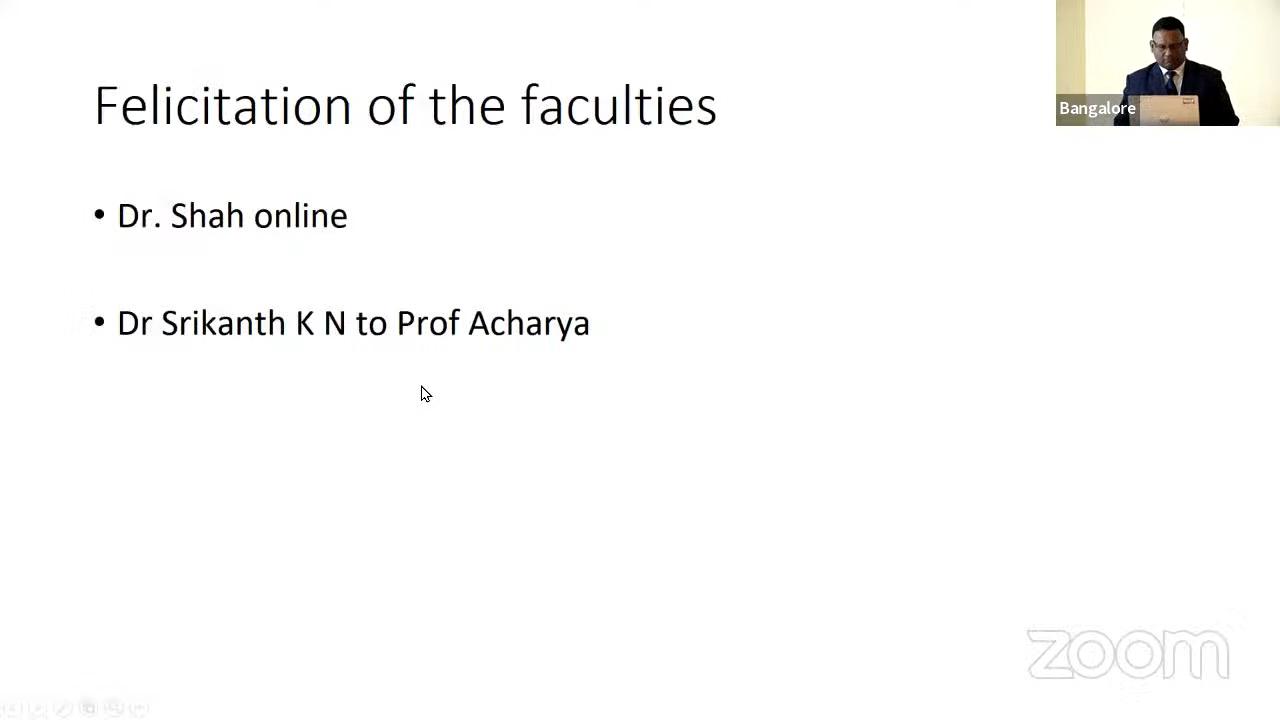 Felicitation of the faculties
Bangalore
• Dr. Shah online
• Dr Srikanth K N to Prof Acharya
zoom